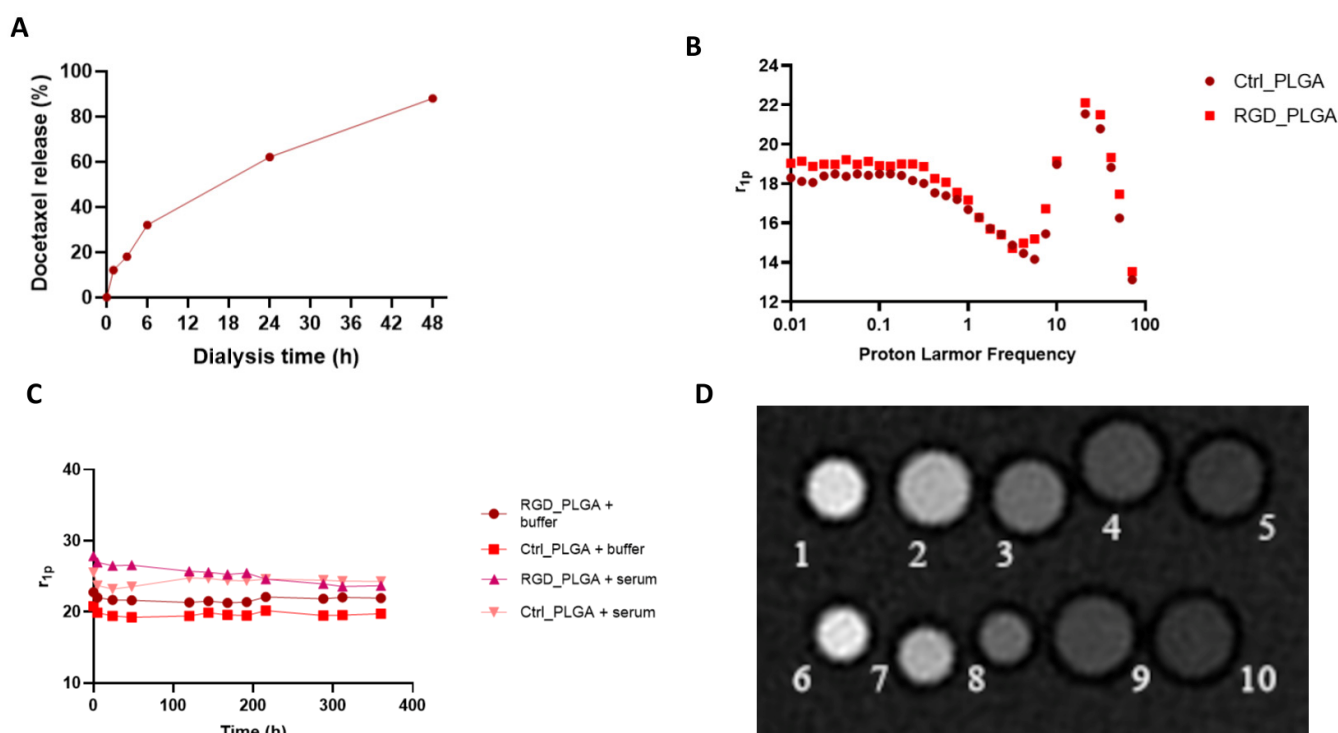 A
Docetaxel release (%)
100
80
60
40
20
0
0 6 12 18 24 30 36 42 48
Dialysis time (h)
B
r1p
24
22
20
18
16
14
12
0.01 0.1 1 10 100
Proton Larmor Frequency
Ctrl_PLGA
RGD_PLGA
C
r1p
40
30
20
10
0 100 200 300 400
Time (h)
RGD_PLGA +
buffer
Ctrl_PLGA + buffer
RGD_PLGA + serum
Ctrl_PLGA + serum
D
1 2 3 4 5
6 7 8 9 10